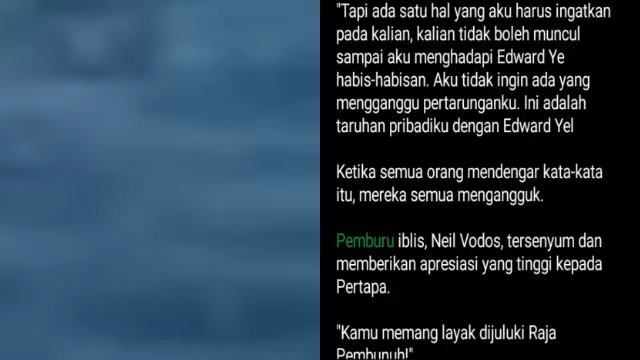 "Tapi ada satu hal yang aku harus ingatkan
pada kalian, kalian tidak boleh muncul
sampai aku menghadapi Edward Ye
habis-habisan. Aku tidak ingin ada yang
mengganggu pertarunganku. Ini adalah
taruhan pribadiku dengan Edward Yel
Ketika semua orang mendengar kata-kata
itu, mereka semua mengangguk.
Pemburu iblis, Neil Vodos, tersenyum dan
memberikan apresiasi yang tinggi kepada
Pertapa.
"Kamu memang layak dijuluki Raja
Pembunuh!"